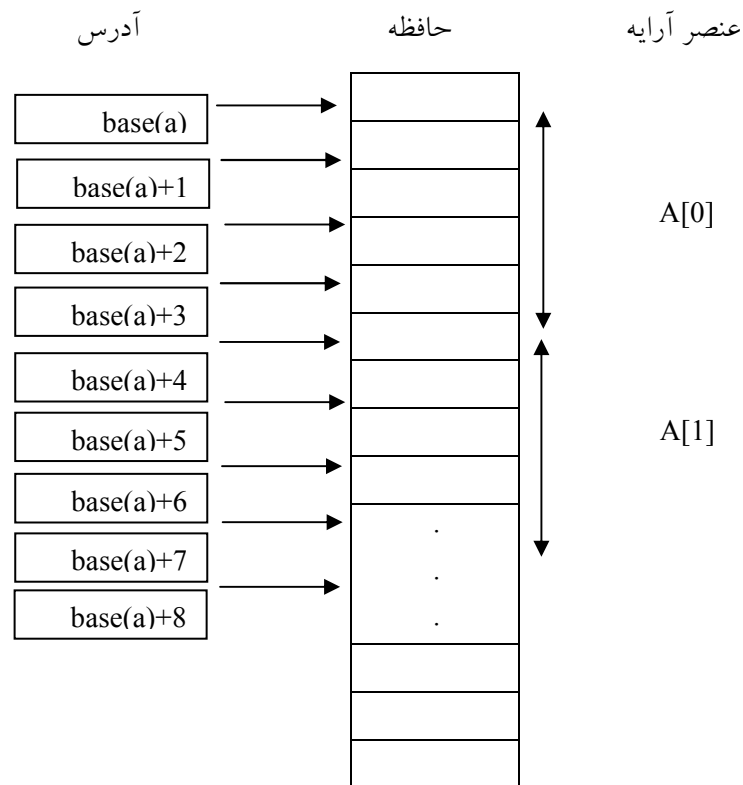 عنصر آرایه حافظه آدرس
base(a)
base(a)+1
A[0]
base(a)+2
base(a)+3
base(a)+4
A[1]
base(a)+5
base(a)+6
.
base(a)+7
.
base(a)+8
.